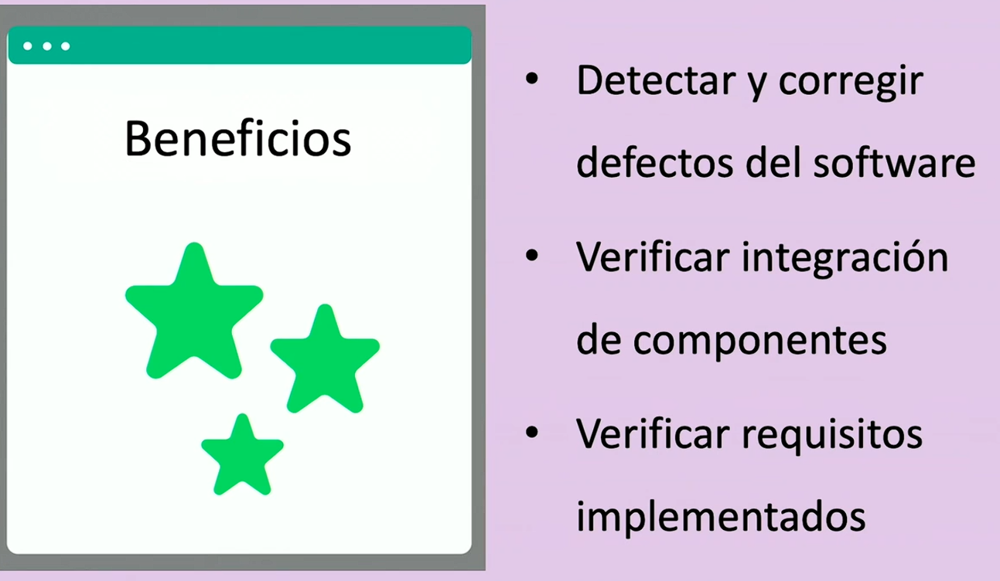 Beneficios
• Detectar y corregir
defectos del software
• Verificar integración
de componentes
• Verificar requisitos
implementados